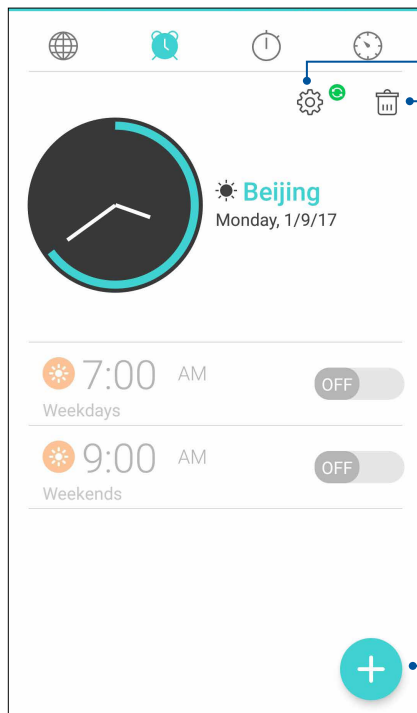 Beijing
Monday, 1/9/17
7:00 AM
OFF
Weekdays
9:00 AM
OFF
Weekends